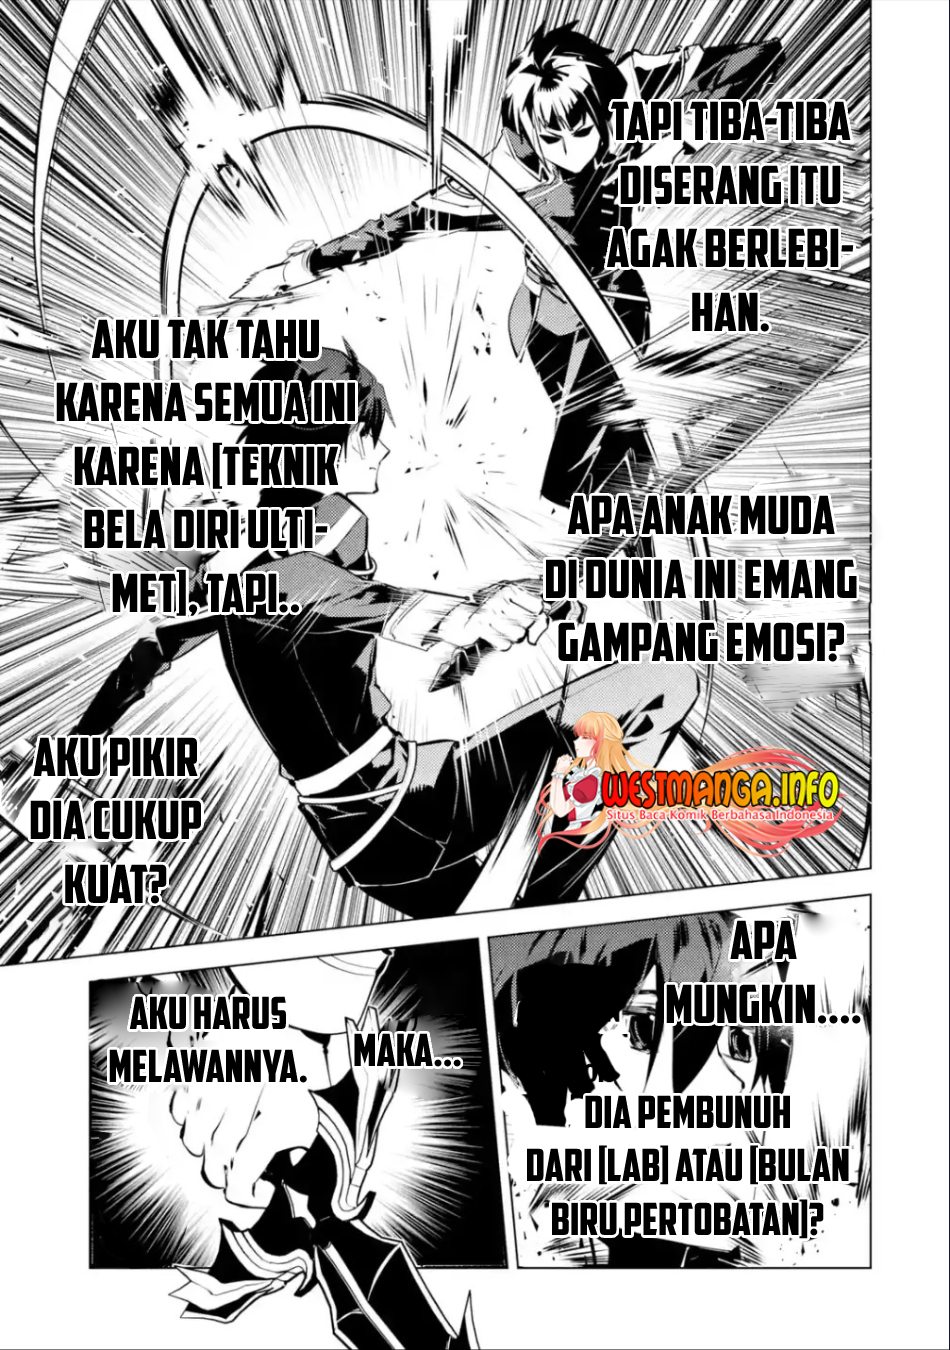 TAPI TIBA-TIBA
DISERANG ITU
AGAK BERLEBI-
HAN.
APA ANAK MUDA
DI DUNIA INI EMANG
GAMPANG EMOSI?
AKU TAK TAHU
KARENA SEMUA INI
KARENA [TEKNIK
BELA DIRI ULTI-
MET], TAPI..
AKU PIKIR
DIA CUKUP
KUAT?
WESTMANGA.INFO
Situs Baca Komik Berbahasa Indonesia
APA
MUNGKIN....
DIA PEMBUNUH
DARI [LAB] ATAU [BULAN
BIRU PERTOBATAN]?
MAKA...
AKU HARUS
MELAWANNYA.